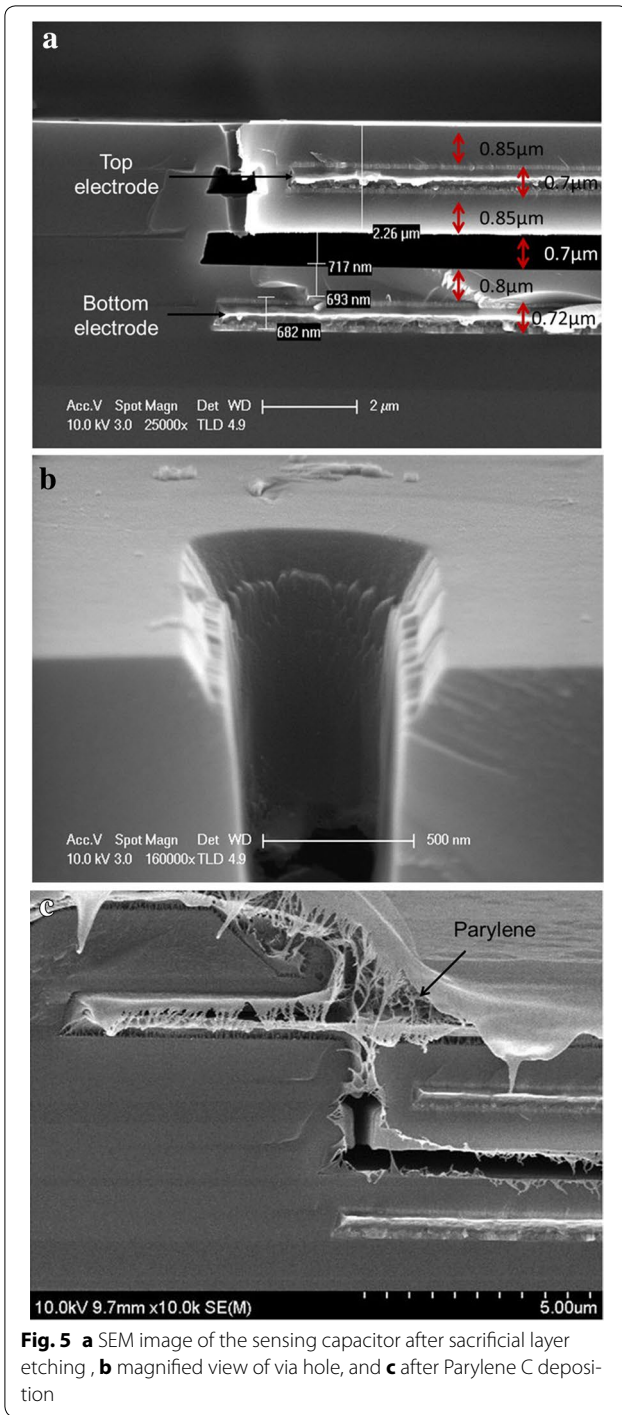 a
0.85µm
Top
electrode
0.7µm
0.85µm
2.26 µm
0.7µm
717 nm
0.8µm
693 nm
Bottom
electrode
0.72µm
682 nm
Acc.V Spot Magn Det WD
10.0 kV 3.0 25000x TLD 4.9
2 µm
b
Acc.V Spot Magn Det WD
10.0 kV 3.0 160000x TLD 4.9
500 nm
c
Parylene
10.0kV 9.7mm x10.0k SE(M)
5.00um
Fig. 5 a SEM image of the sensing capacitor after sacrificial layer
etching , b magnified view of via hole, and c after Parylene C deposi-
tion